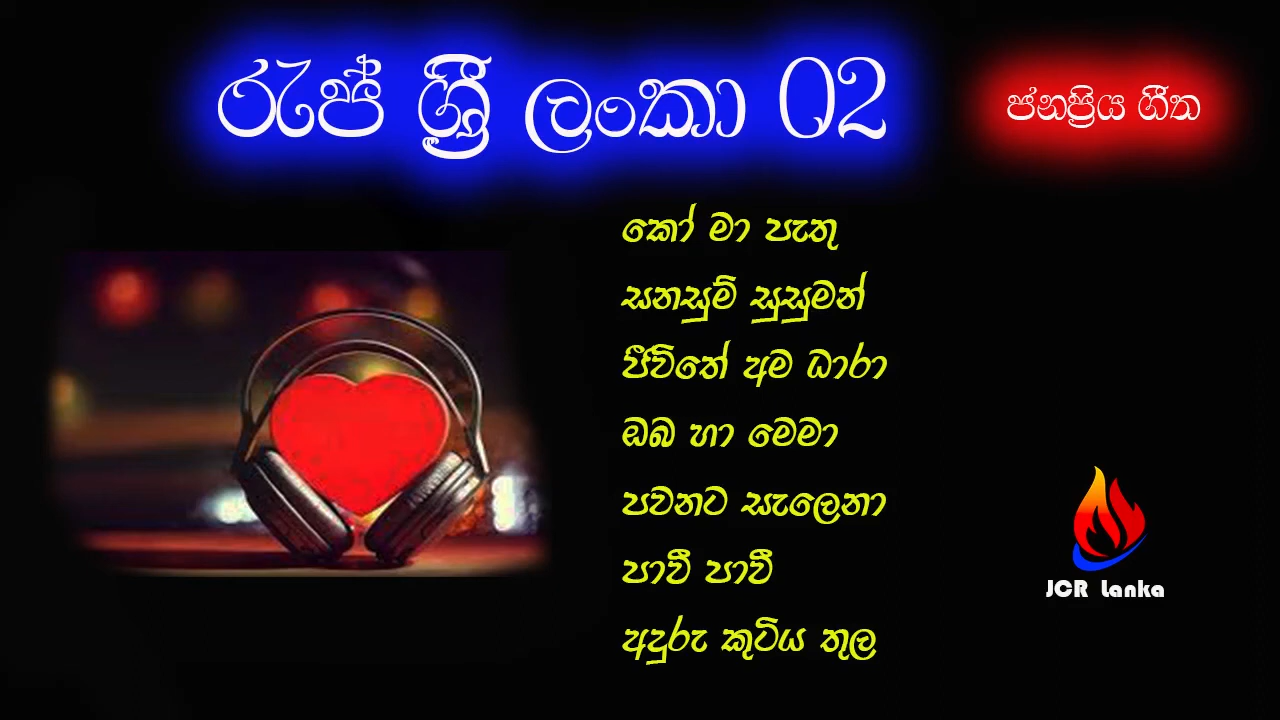 රැප් ශ්‍රී ලංකා 02
ජනප්‍රිය ගීත
කෝ මා පැතූ
සනසුම් සුසුමන්
ජීවිතේ අම ධාරා
ඔබ හා මෙමා
පවනට සැලෙනා
පාවී පාවී
අඳුරු කුටිය තුල
JCR Lanka